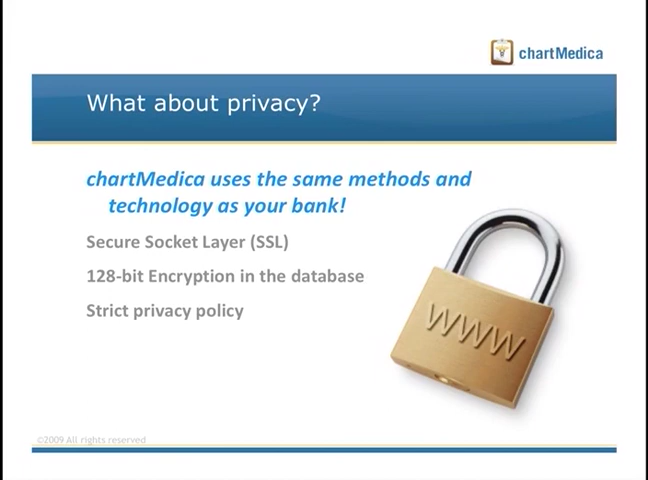 chartMedica
What about privacy?
chartMedica uses the same methods and
technology as your bank!
Secure Socket Layer (SSL)
128-bit Encryption in the database
Strict privacy policy
WWW
©2009 All rights reserved